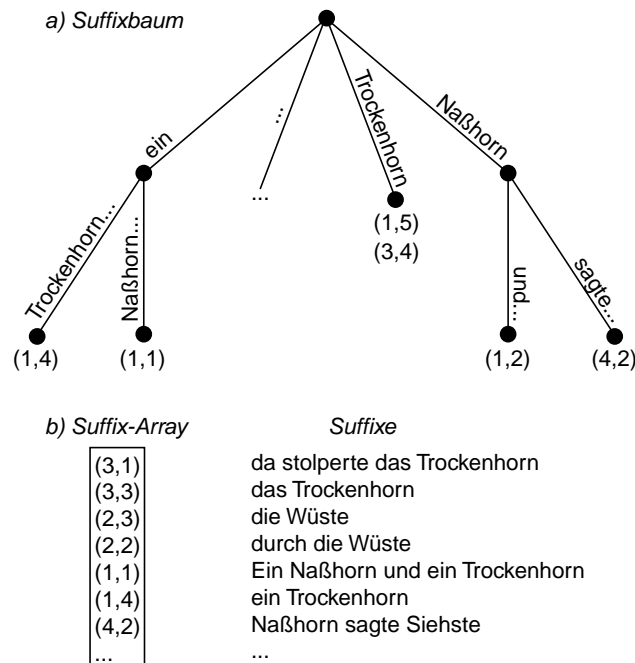 a) Suffixbaum
ein
...
Trockenhorn
Naßhorn
...
Trockenhorn...
Naßhorn...
und...
sagte...
(1,5)
(3,4)
(1,4)
(1,1)
(1,2)
(4,2)
b) Suffix-Array
Suffixe
(3,1) da stolperte das Trockenhorn
(3,3) das Trockenhorn
(2,3) die Wüste
(2,2) durch die Wüste
(1,1) Ein Naßhorn und ein Trockenhorn
(1,4) ein Trockenhorn
(4,2) Naßhorn sagte Siehste
... ...